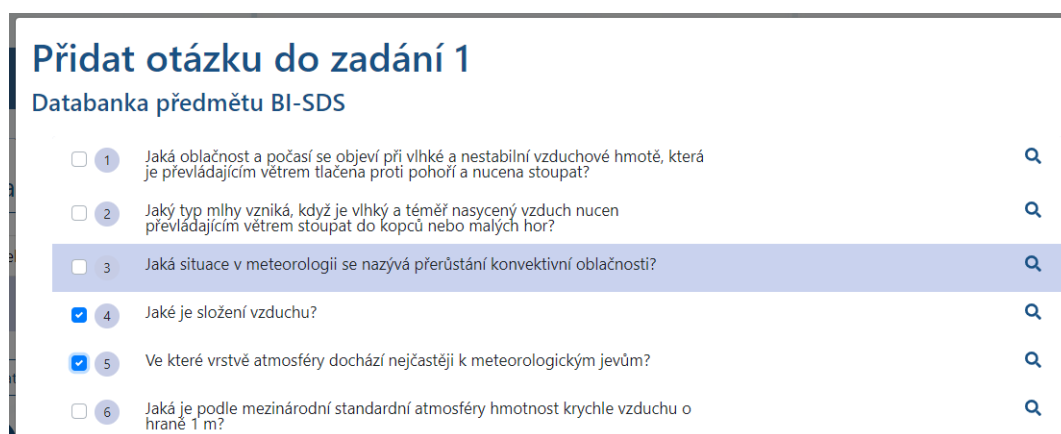 Přidat otázku do zadání 1
Databanka předmětu BI-SDS
1 Jaká oblačnost a počasí se objeví při vlhké a nestabilní vzduchové hmotě, která
je převládajícím větrem tlačena proti pohoří a nucena stoupat?
2 Jaký typ mlhy vzniká, když je vlhký a téměř nasycený vzduch nucen
převládajícím větrem stoupat do kopců nebo malých hor?
3 Jaká situace v meteorologii se nazývá přerůstání konvektivní oblačnosti?
4 Jaké je složení vzduchu?
5 Ve které vrstvě atmosféry dochází nejčastěji k meteorologickým jevům?
6 Jaká je podle mezinárodní standardní atmosféry hmotnost krychle vzduchu o
hraně 1 m?